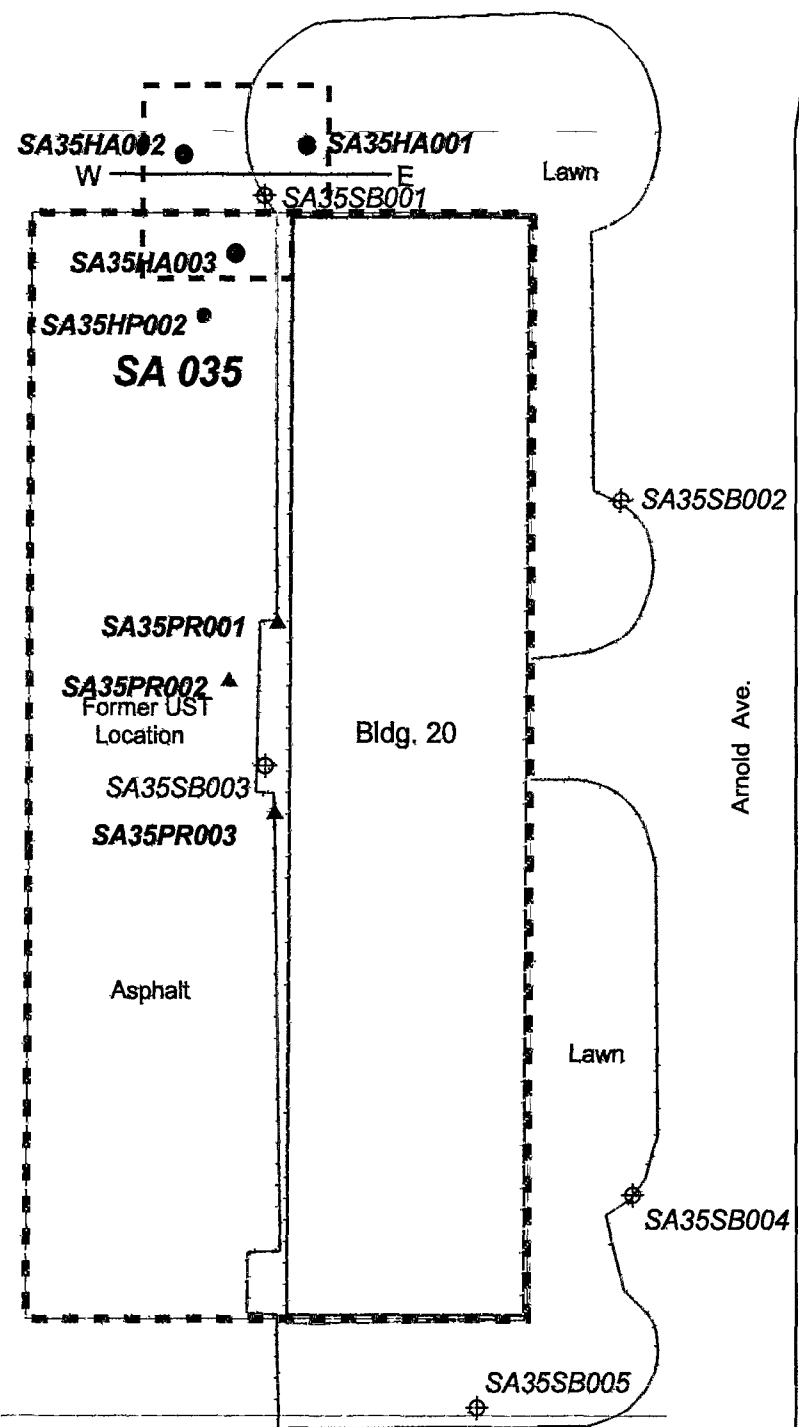 SA35HA002
SA35HA001
W
E
Lawn
SA35SB001
SA35HA003
SA35HP002
SA 035
SA35SB002
SA35PR001
SA35PR002
Former UST
Location
Bldg. 20
Arnold Ave.
SA35SB003
SA35PR003
Asphalt
Lawn
SA35SB004
SA35SB005